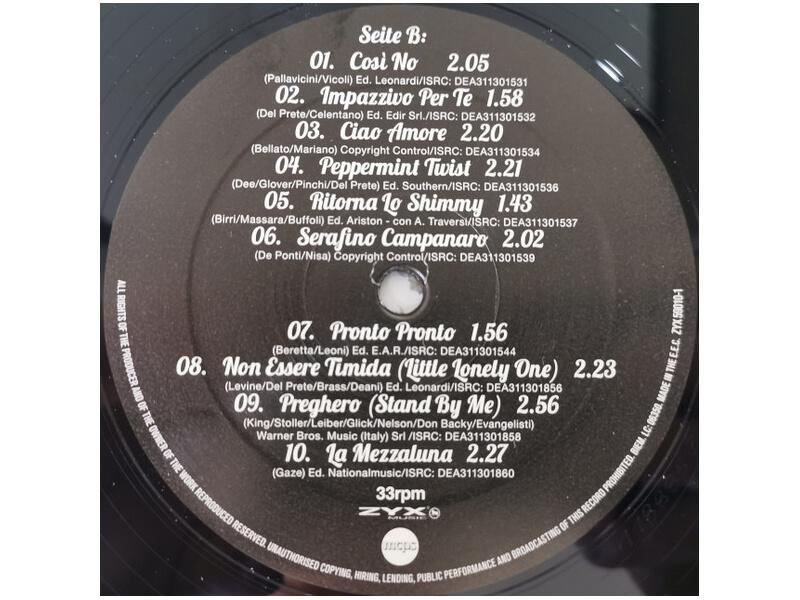 Seite B:
01. Così No 2.05
(Pallavicini/Vicoli) Ed. Leonardi/ISRC: DEA311301531
02. Impazzivo Per Te 1.58
(Del Prete/Celentano) Ed. Edir Srl./ISRC: DEA311301532
03. Ciao Amore 2.20
(Bellato/Mariano) Copyright Control/ISRC: DEA311301534
04. Peppermint Twist 2.21
(Dee/Glover/Pinchi/Del Prete) Ed. Southern/ISRC: DEA311301536
05. Ritorna Lo Shimmy 1.43
(Birri/Massara/Buffoli) Ed. Ariston - con A. Traversi/ISRC: DEA311301537
06. Serafino Campanaro 2.02
(De Ponti/Nisa) Copyright Control/ISRC: DEA311301539
07. Pronto Pronto 1.56
(Beretta/Leoni) Ed. E.A.R./ISRC: DEA311301544
08. Non Essere Timida (Little Lonely One) 2.23
(Levine/Del Prete/Brass/Deani) Ed. Leonardi/ISRC: DEA311301856
09. Preghero (Stand By Me) 2.56
(King/Stoller/Leiber/Glick/Nelson/Don Backy/Evangelisti)
Warner Bros. Music (Italy) Srl /ISRC: DEA311301858
10. La Mezzaluna 2.27
(Gaze) Ed. Nationalmusic/ISRC: DEA311301860
33rpm
ZYX
MUSIC
mcps
ALL RIGHTS OF THE PRODUCER AND OF THE OWNER OF THE WORK REPRODUCED RESERVED. UNAUTHORISED COPYING, HIRING, LENDING, PUBLIC PERFORMANCE AND BROADCASTING OF THIS RECORD PROHIBITED. BIEM. LC: 06350. MADE IN THE E.E.C. ZYX 56010-1